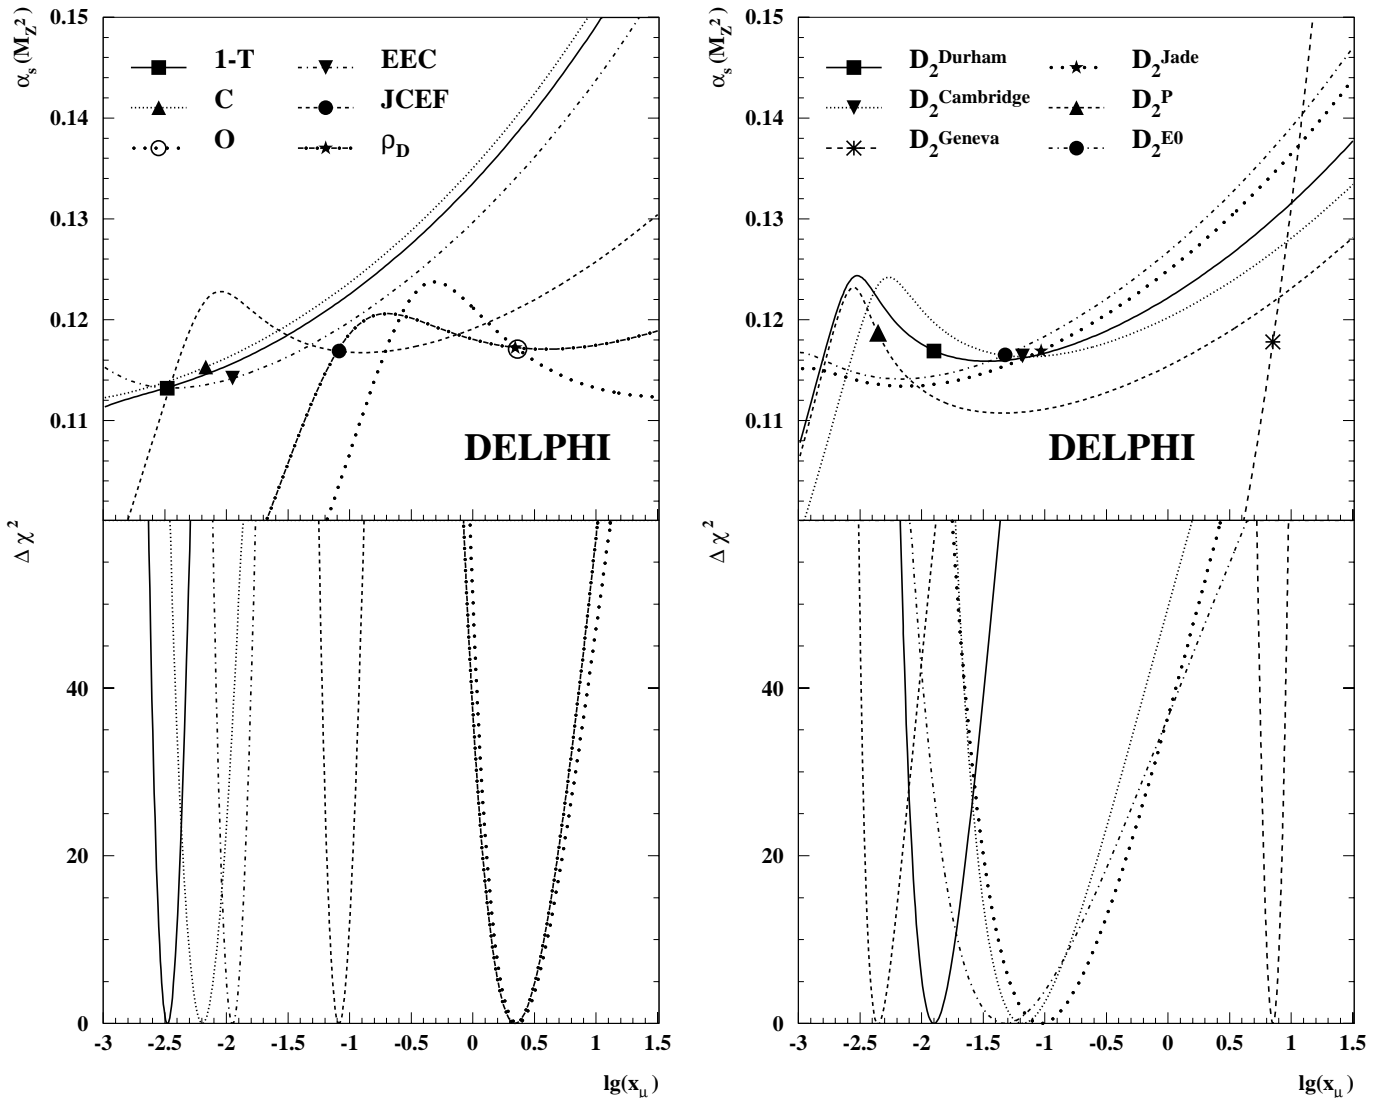 α_s (M_Z^2)
0.15
0.14
0.13
0.12
0.11
1-T
C
O
EEC
JCEF
ρ_D
DELPHI
Δ χ^2
40
20
0
-3 -2.5 -2 -1.5 -1 -0.5 0 0.5 1 1.5
lg(x_μ)
α_s (M_Z^2)
0.15
0.14
0.13
0.12
0.11
D_2^Durham
D_2^Cambridge
D_2^Geneva
D_2^Jade
D_2^P
D_2^E0
DELPHI
Δ χ^2
40
20
0
-3 -2.5 -2 -1.5 -1 -0.5 0 0.5 1 1.5
lg(x_μ)